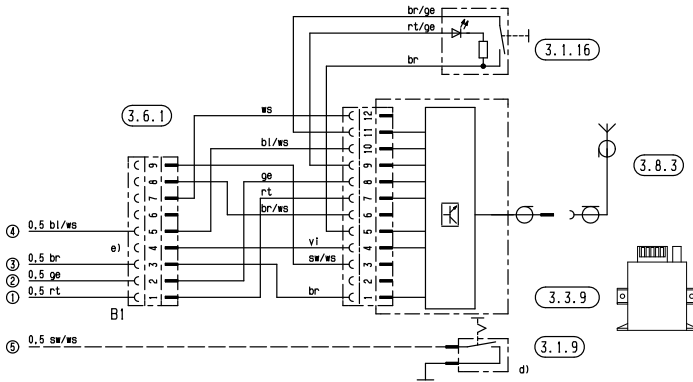 br/ge
rt/ge
br
3.1.16
3.6.1
ws
bl/ws
ge
rt
br/ws
vi
sw/ws
br
12
11
10
9
8
7
6
5
4
3
2
1
9
8
7
6
5
4
3
2
1
3.8.3
4 0,5 bl/ws
e)
3 0,5 br
2 0,5 ge
1 0,5 rt
B1
3.3.9
5 0,5 sw/ws
3.1.9
d)